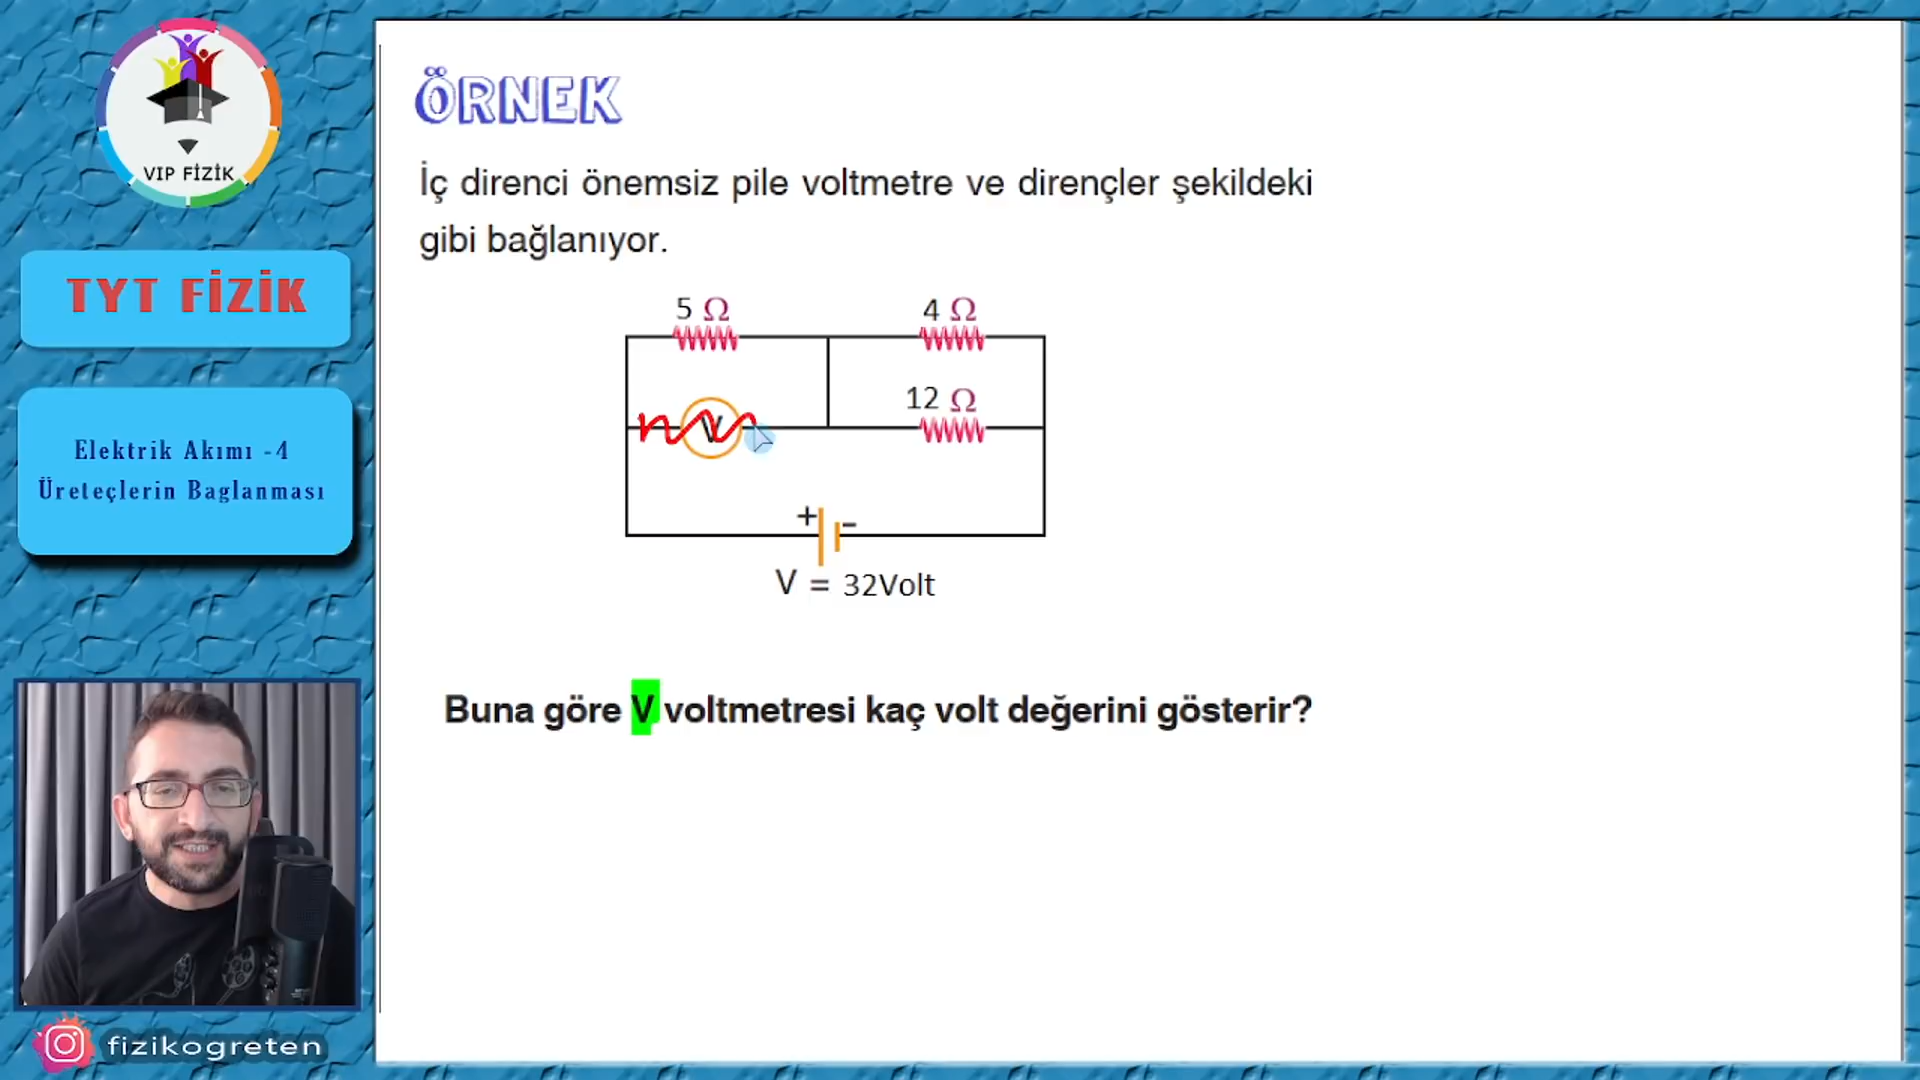 VIP FİZİK
TYT FİZİK
Elektrik Akımı -4
Üreteçlerin Baglanması
fizikogreten
ÖRNEK
İç direnci önemsiz pile voltmetre ve dirençler şekildeki
gibi bağlanıyor.
5 Ω
4 Ω
12 Ω
V
+ -
V = 32Volt
Buna göre V voltmetresi kaç volt değerini gösterir?